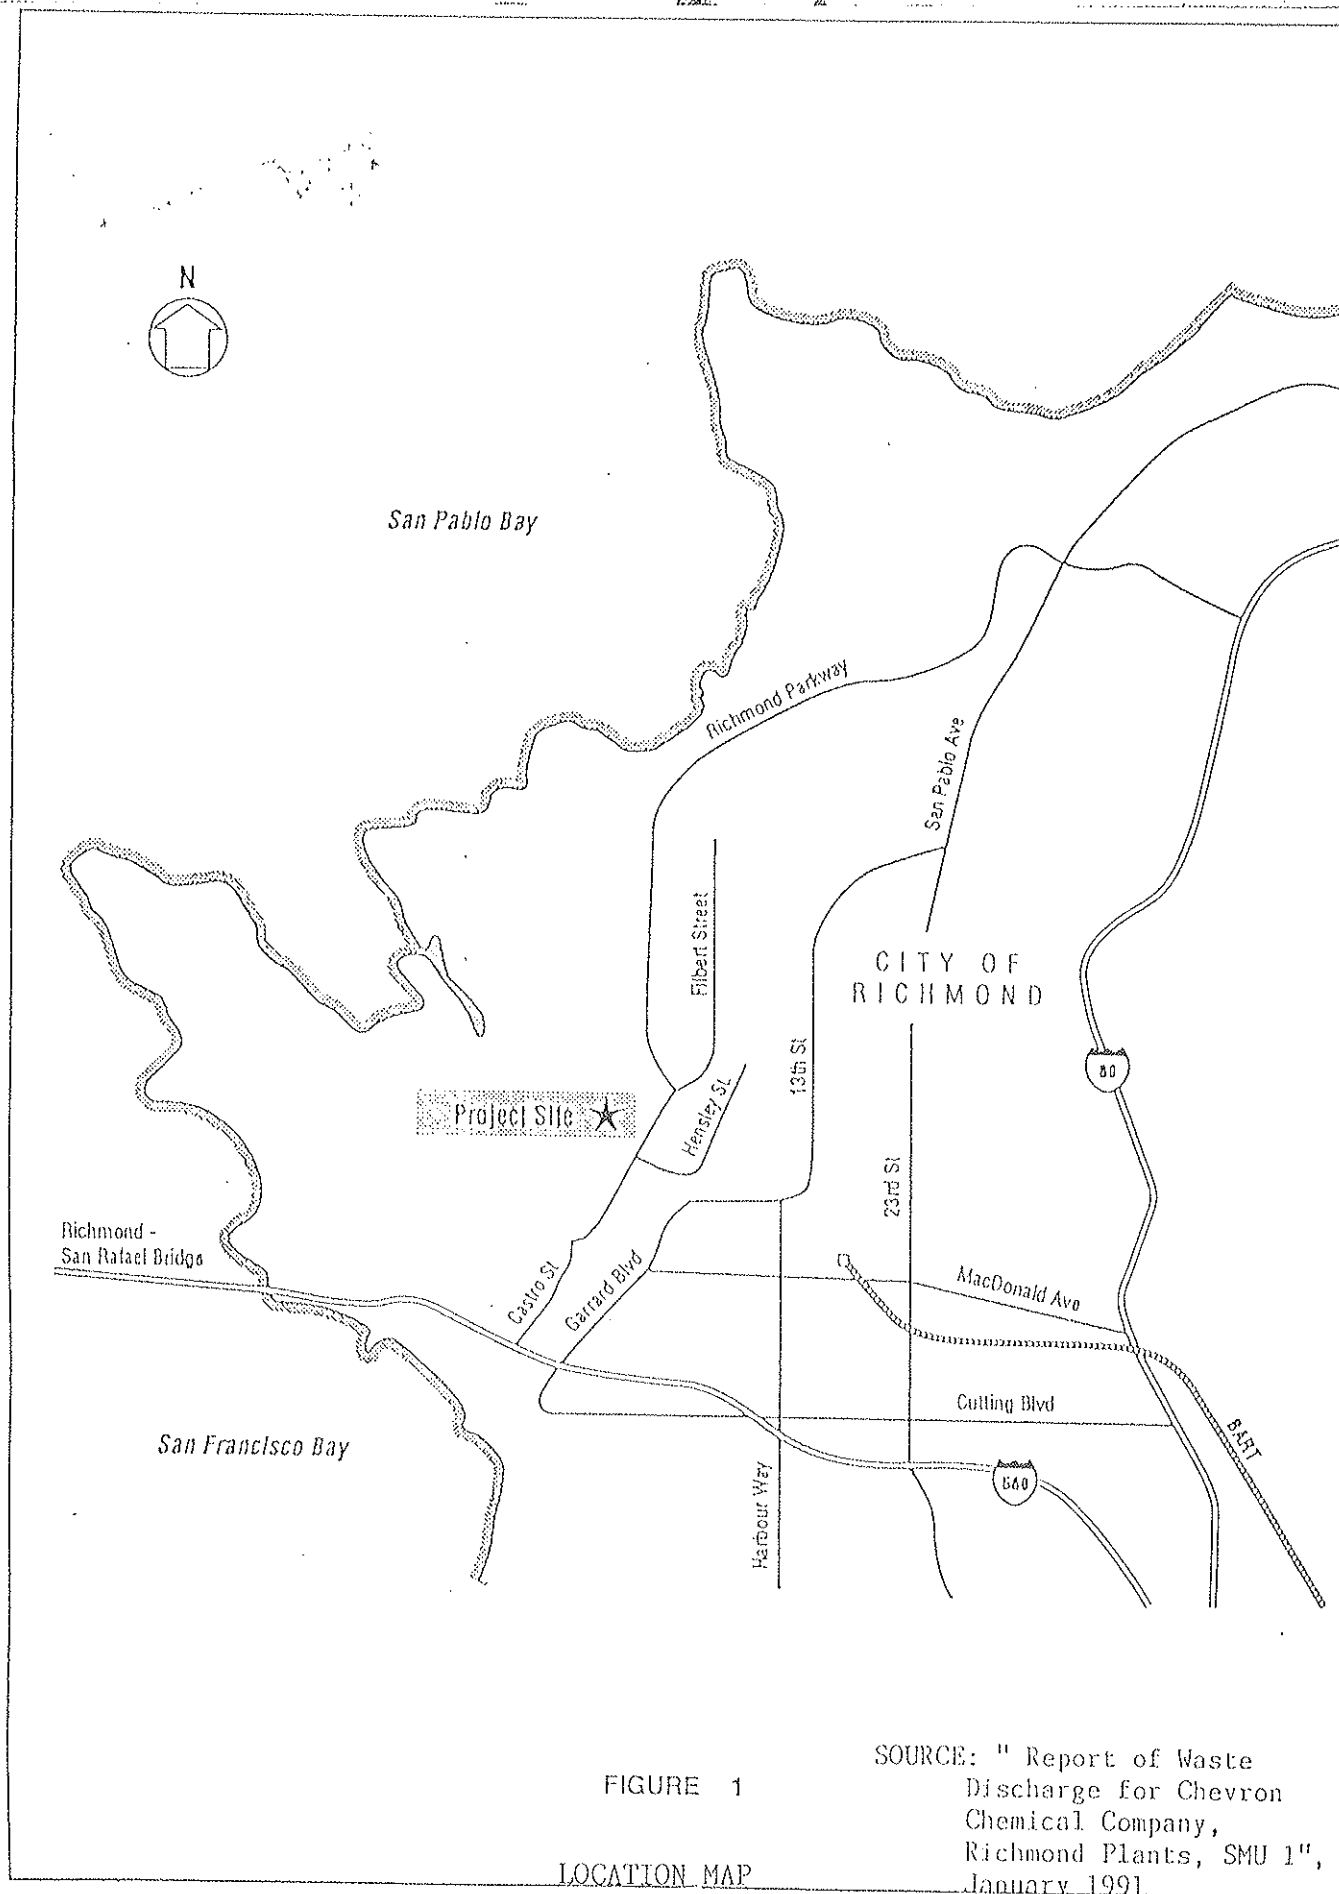 N
San Pablo Bay
Richmond Parkway
San Pablo Ave
Filbert Street
CITY OF
RICHMOND
13th St
80
Project Site
Hensley St
23rd St
Richmond -
San Rafael Bridge
Castro St
Garrard Blvd
MacDonald Ave
Cutting Blvd
San Francisco Bay
BART
Harbour Way
580
SOURCE: " Report of Waste
Discharge for Chevron
Chemical Company,
Richmond Plants, SMU 1",
January 1991
FIGURE 1
LOCATION MAP